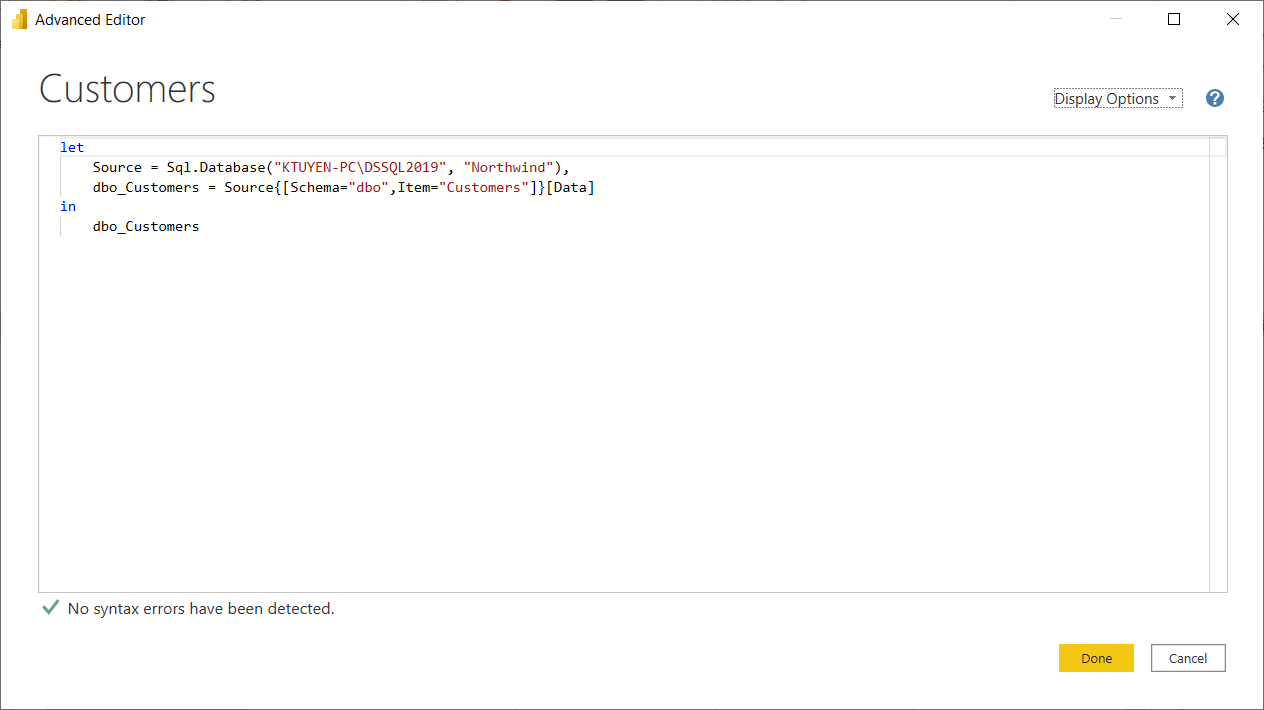 Advanced Editor
Customers
Display Options
?
let
    Source = Sql.Database("KTUYEN-PC\DSSQL2019", "Northwind"),
    dbo_Customers = Source{[Schema="dbo",Item="Customers"]}[Data]
in
    dbo_Customers
No syntax errors have been detected.
Done Cancel